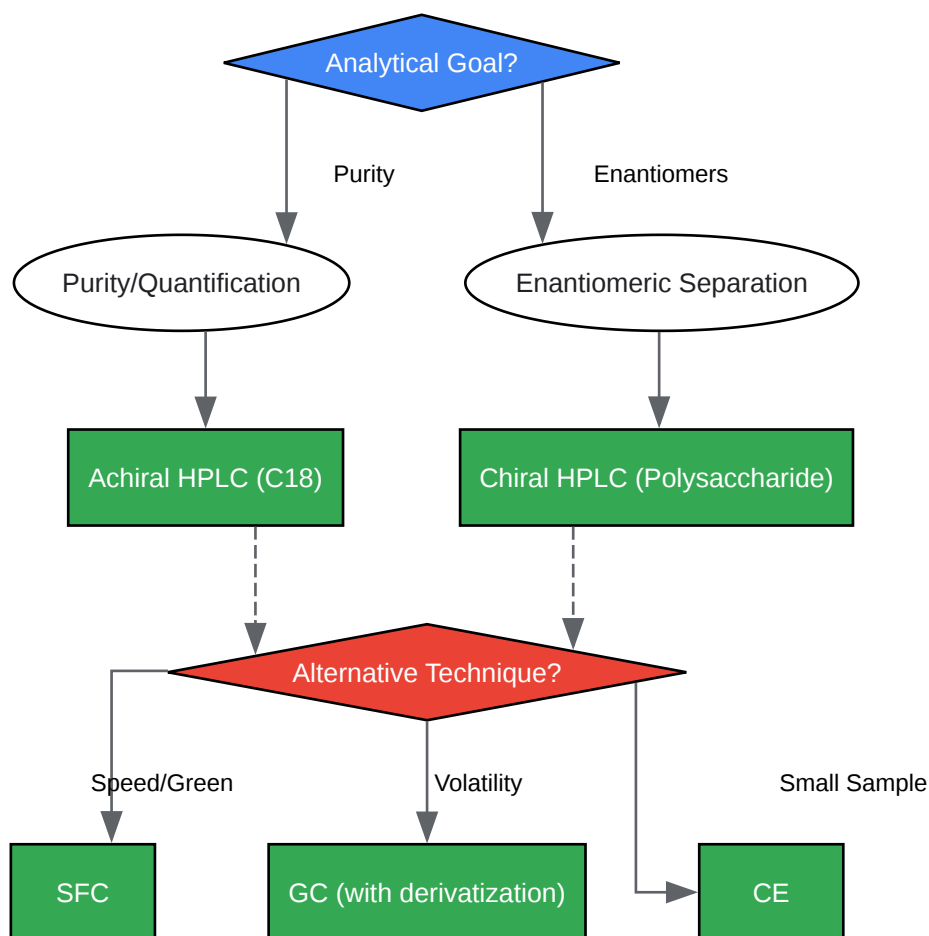 Analytical Goal?
Purity
Enantiomers
Purity/Quantification
Enantiomeric Separation
Achiral HPLC (C18)
Chiral HPLC (Polysaccharide)
Alternative Technique?
Speed/Green
Volatility
Small Sample
SFC
GC (with derivatization)
CE